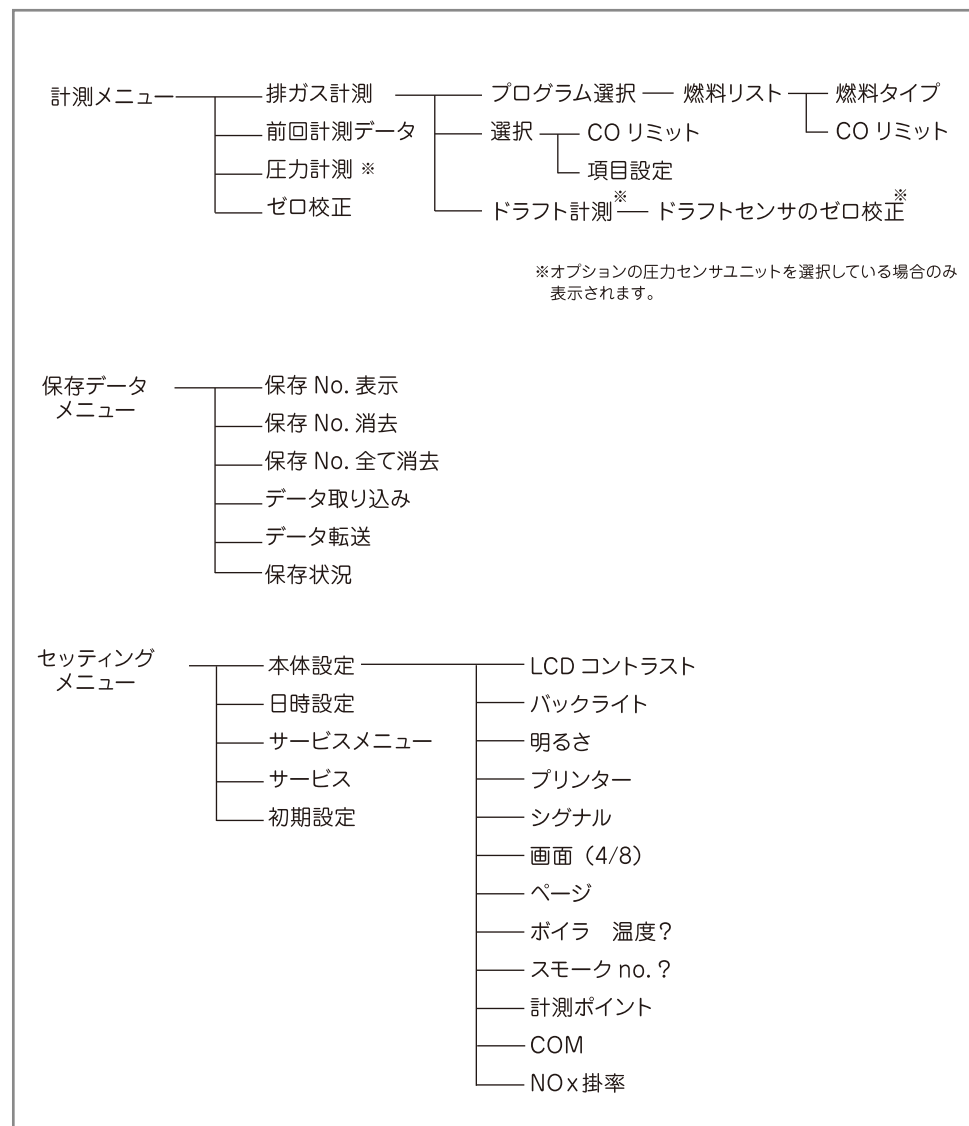 計測メニュー 排ガス計測 プログラム選択 燃料リスト 燃料タイプ
前回計測データ 選択 CO リミット CO リミット
圧力計測 ※ 項目設定
ゼロ校正 ドラフト計測※ ドラフトセンサのゼロ校正※
※オプションの圧力センサユニットを選択している場合のみ
表示されます。
保存データ
メニュー
保存 No. 表示
保存 No. 消去
保存 No. 全て消去
データ取り込み
データ転送
保存状況
セッティング
メニュー
本体設定 LCD コントラスト
日時設定 バックライト
サービスメニュー 明るさ
サービス プリンター
初期設定 シグナル
画面（4/8）
ページ
ボイラ　温度？
スモーク no. ？
計測ポイント
COM
NOx 掛率